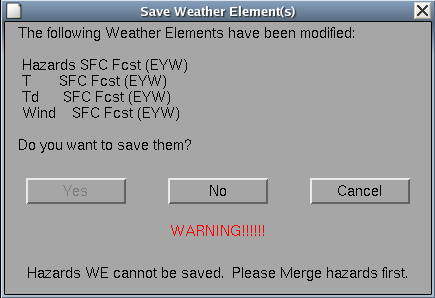 Save Weather Element(s)
The following Weather Elements have been modified:
Hazards SFC Fcst (EYW)
T SFC Fcst (EYW)
Td SFC Fcst (EYW)
Wind SFC Fcst (EYW)
Do you want to save them?
Yes No Cancel
WARNING!!!!!!
Hazards WE cannot be saved. Please Merge hazards first.